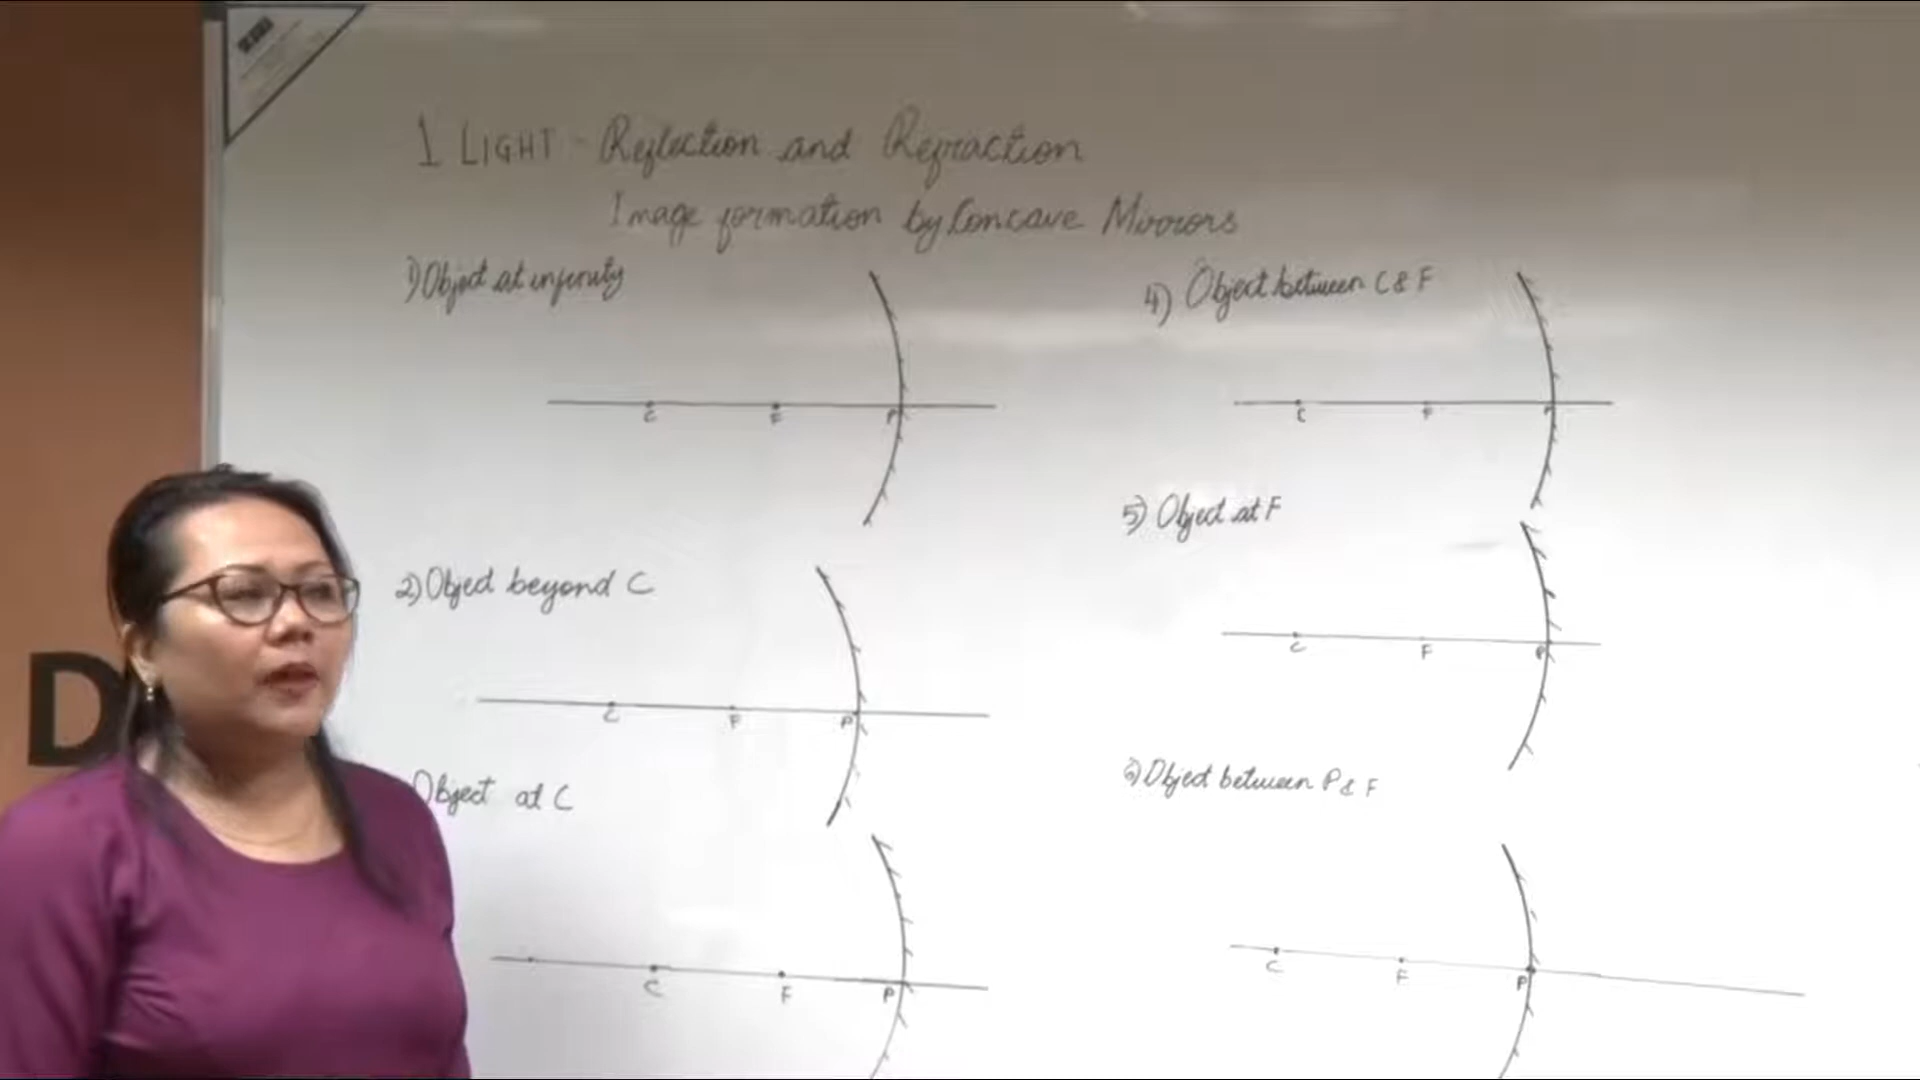 1 LIGHT - Reflection and Refraction
Image formation by Concave Mirrors
1) Object at infinity
C F P
2) Object beyond C
C F P
Object at C
C F P
4) Object between C & F
C F P
5) Object at F
C F P
6) Object between P & F
C F P
D